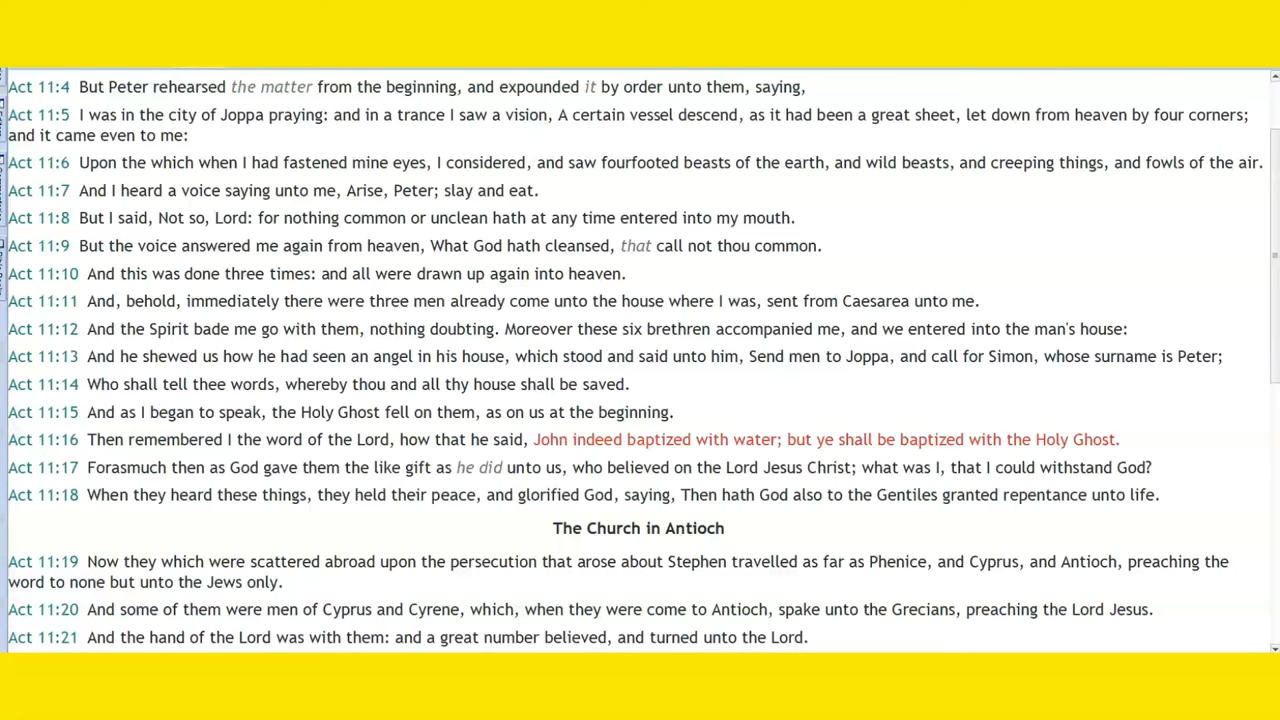 Act 11:4 But Peter rehearsed the matter from the beginning, and expounded it by order unto them, saying,
Act 11:5 I was in the city of Joppa praying: and in a trance I saw a vision, A certain vessel descend, as it had been a great sheet, let down from heaven by four corners;
and it came even to me:
Act 11:6 Upon the which when I had fastened mine eyes, I considered, and saw fourfooted beasts of the earth, and wild beasts, and creeping things, and fowls of the air.
Act 11:7 And I heard a voice saying unto me, Arise, Peter; slay and eat.
Act 11:8 But I said, Not so, Lord: for nothing common or unclean hath at any time entered into my mouth.
Act 11:9 But the voice answered me again from heaven, What God hath cleansed, that call not thou common.
Act 11:10 And this was done three times: and all were drawn up again into heaven.
Act 11:11 And, behold, immediately there were three men already come unto the house where I was, sent from Caesarea unto me.
Act 11:12 And the Spirit bade me go with them, nothing doubting. Moreover these six brethren accompanied me, and we entered into the man's house:
Act 11:13 And he shewed us how he had seen an angel in his house, which stood and said unto him, Send men to Joppa, and call for Simon, whose surname is Peter;
Act 11:14 Who shall tell thee words, whereby thou and all thy house shall be saved.
Act 11:15 And as I began to speak, the Holy Ghost fell on them, as on us at the beginning.
Act 11:16 Then remembered I the word of the Lord, how that he said, John indeed baptized with water; but ye shall be baptized with the Holy Ghost.
Act 11:17 Forasmuch then as God gave them the like gift as he did unto us, who believed on the Lord Jesus Christ; what was I, that I could withstand God?
Act 11:18 When they heard these things, they held their peace, and glorified God, saying, Then hath God also to the Gentiles granted repentance unto life.
The Church in Antioch
Act 11:19 Now they which were scattered abroad upon the persecution that arose about Stephen travelled as far as Phenice, and Cyprus, and Antioch, preaching the
word to none but unto the Jews only.
Act 11:20 And some of them were men of Cyprus and Cyrene, which, when they were come to Antioch, spake unto the Grecians, preaching the Lord Jesus.
Act 11:21 And the hand of the Lord was with them: and a great number believed, and turned unto the Lord.